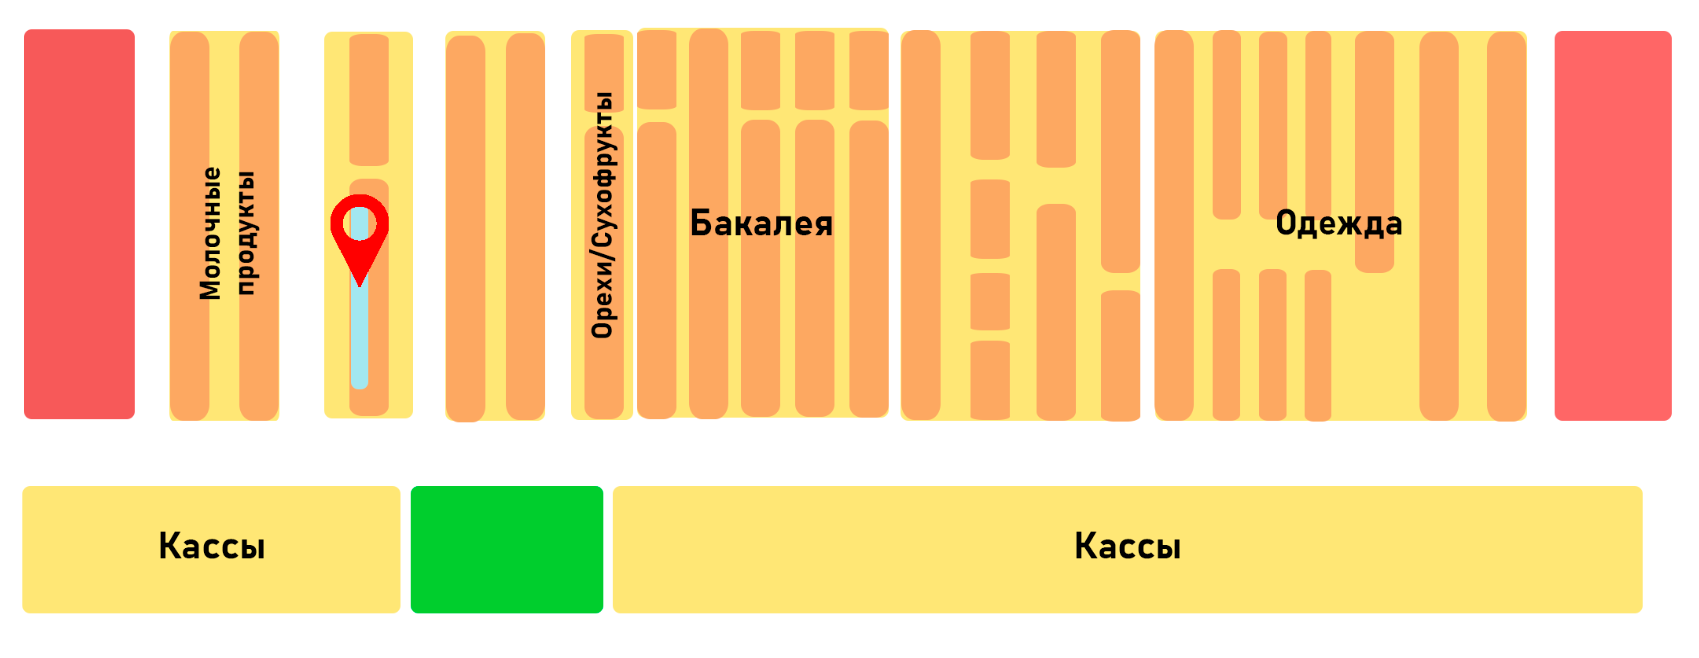 Молочные
продукты
Орехи/Сухофрукты
Бакалея
Одежда
Кассы
Кассы